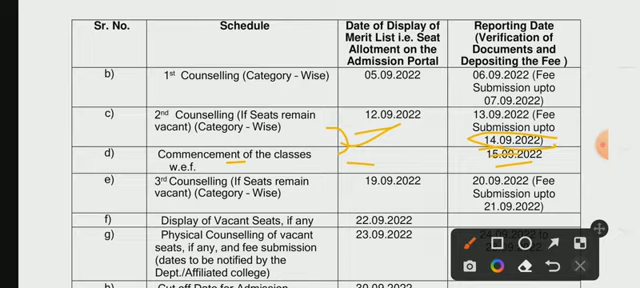 Sr. No. Schedule Date of Display of Merit List i.e. Seat Allotment on the Admission Portal Reporting Date (Verification of Documents and Depositing the Fee )
b) 1st Counselling (Category - Wise) 05.09.2022 06.09.2022 (Fee Submission upto 07.09.2022)
c) 2nd Counselling (If Seats remain vacant) (Category - Wise) 12.09.2022 13.09.2022 (Fee Submission upto 14.09.2022)
d) Commencement of the classes w.e.f. 15.09.2022
e) 3rd Counselling (If Seats remain vacant) (Category - Wise) 19.09.2022 20.09.2022 (Fee Submission upto 21.09.2022)
f) Display of Vacant Seats, if any 22.09.2022
g) Physical Counselling of vacant seats, if any, and fee submission (dates to be notified by the Dept./Affiliated college) 23.09.2022